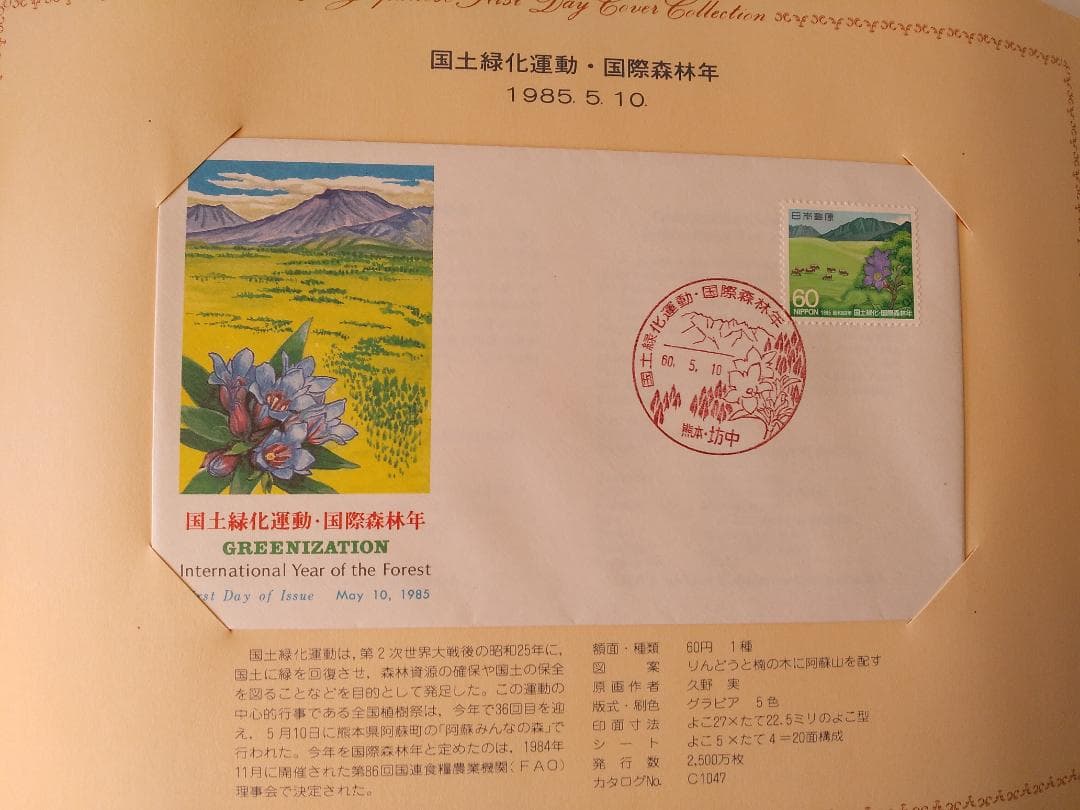 Japanese First Day Cover Collection
国土緑化運動・国際森林年
1985. 5. 10.
日本郵便
60
NIPPON 1985 昭和60年 国土緑化・国際森林年
国土緑化運動・国際森林年
60. 5. 10
熊本・坊中
国土緑化運動・国際森林年
GREENIZATION
International Year of the Forest
First Day of Issue May 10, 1985
国土緑化運動は,第2次世界大戦後の昭和25年に,
国土に緑を回復させ,森林資源の確保や国土の保全
を図ることなどを目的として発足した。この運動の
中心的行事である全国植樹祭は,今年で36回目を迎
え,5月10日に熊本県阿蘇町の「阿蘇みんなの森」で
行われた。今年を国際森林年と定めたのは,1984年
11月に開催された第86回国連食糧農業機関(FAO)
理事会で決定された。
額面・種類 60円 1種
図案 りんどうと楠の木に阿蘇山を配す
原画作者 久野 実
版式・刷色 グラビア 5色
印面寸法 よこ27×たて22.5ミリのよこ型
シート よこ5×たて4=20面構成
発行数 2,500万枚
カタログNo. C1047